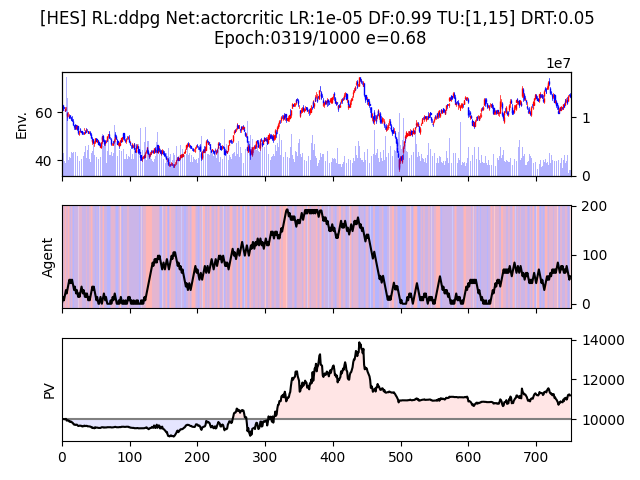 [HES] RL:ddpg Net:actorcritic LR:1e-05 DF:0.99 TU:[1,15] DRT:0.05
Epoch:0319/1000 e=0.68
1e7
Env.
60
40
1
0
Agent
200
100
0
PV
14000
12000
10000
0 100 200 300 400 500 600 700